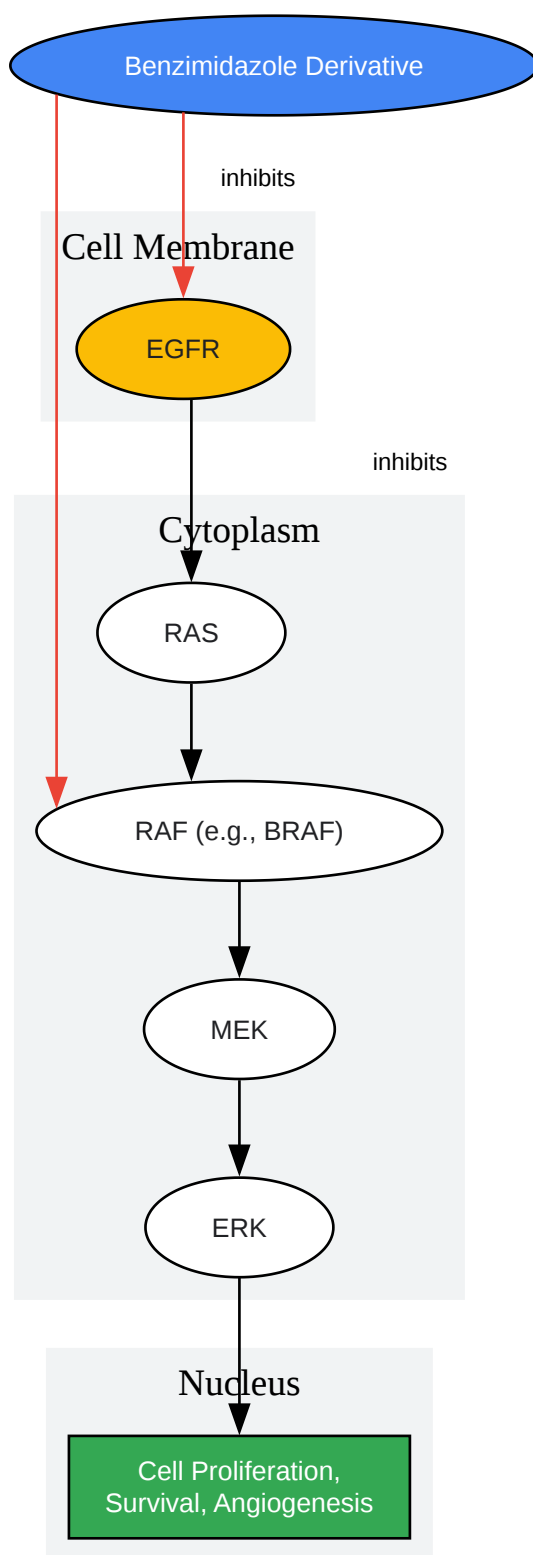 Benzimidazole Derivative
inhibits
Cell Membrane
EGFR
inhibits
Cytoplasm
RAS
RAF (e.g., BRAF)
MEK
ERK
Nucleus
Cell Proliferation,
Survival, Angiogenesis